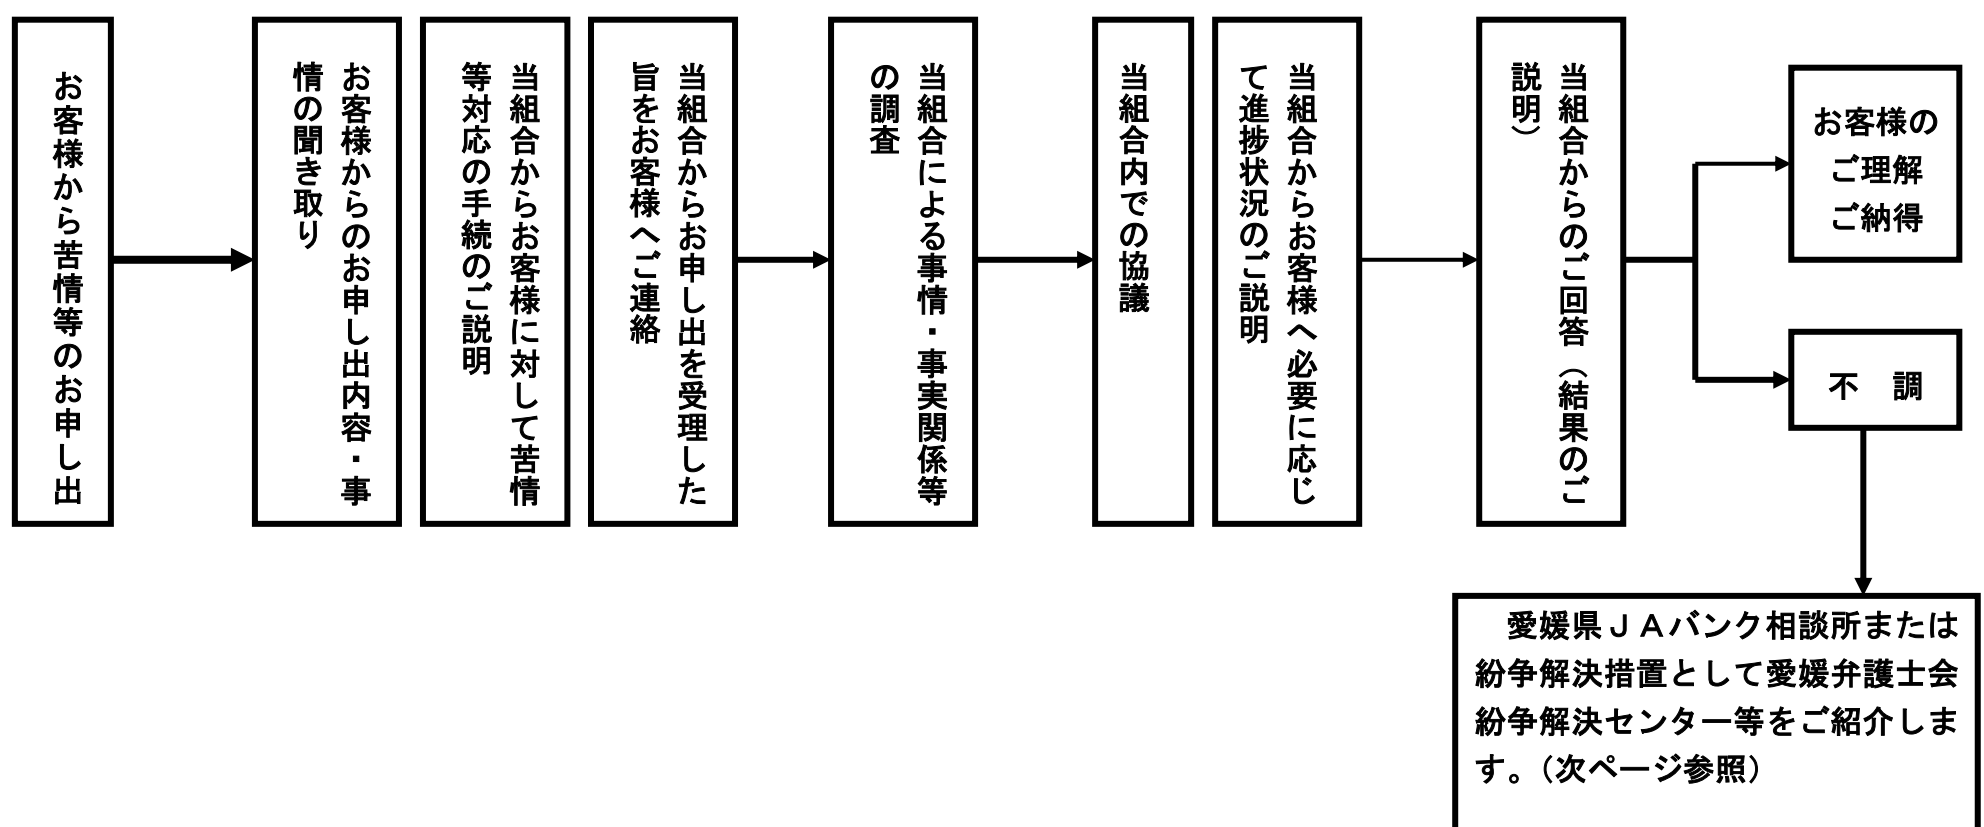 お客様から苦情等のお申し出
お客様からのお申し出内容・事
情の聞き取り
当組合からお客様に対して苦情
等対応の手続のご説明
当組合からお申し出を受理した
旨をお客様へご連絡
当組合による事情・事実関係等
の調査
当組合内での協議
当組合からお客様へ必要に応じ
て進捗状況のご説明
当組合からのご回答（結果のご
説明）
お客様の
ご理解
ご納得
不　調
愛媛県ＪＡバンク相談所または
紛争解決措置として愛媛弁護士会
紛争解決センター等をご紹介しま
す。（次ページ参照）